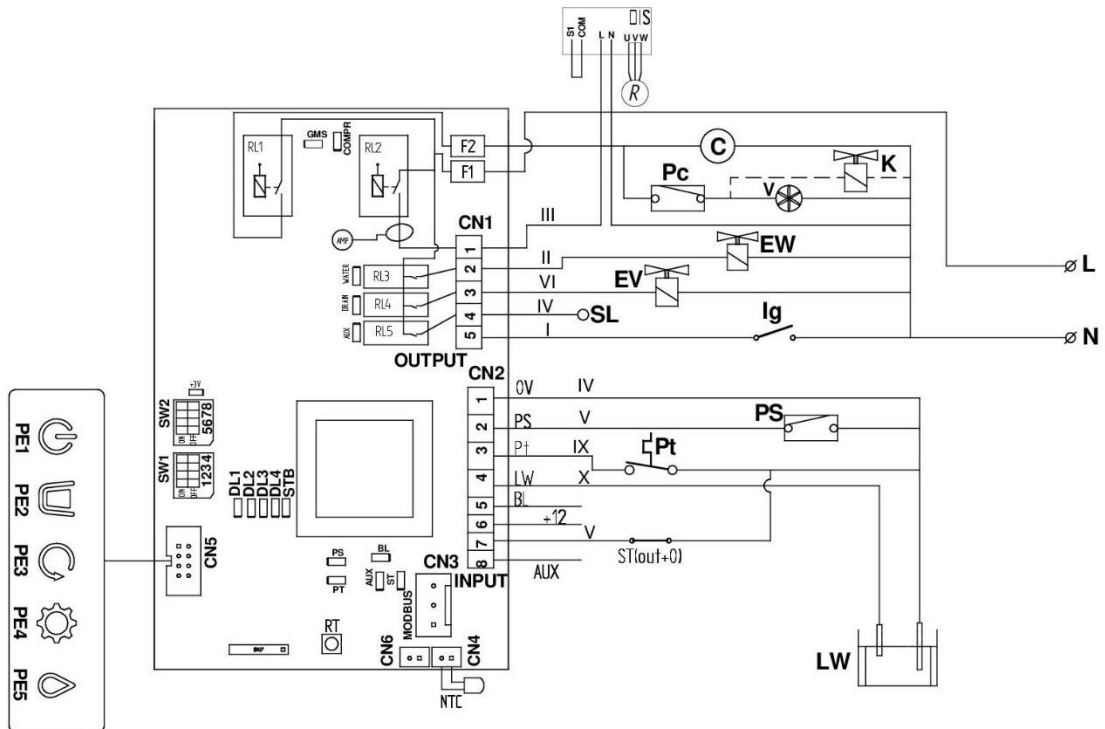 DIS
S1
COM
L N
U V W
R
RL1
GMS
COMPR
RL2
F2
F1
C
K
Pc
V
AMP
CN1
III
1
II
EW
2
WATER
RL3
VI
EV
3
DRAIN
RL4
IV
SL
4
AUX
RL5
I
Ig
5
OUTPUT
L
N
CN2
0V
IV
1
PS
V
PS
2
Pt
IX
Pt
3
LW
X
4
BL
5
+12
6
V
7
ST(out+0)
8
AUX
INPUT
+3V
SW2
ON
OFF
5678
SW1
ON
OFF
1234
DL1
DL2
DL3
DL4
STB
CN5
PS
BL
PT
AUX
ST
CN3
MODBUS
RT
CN6
CN4
NTC
LW
PE1
PE2
PE3
PE4
PE5